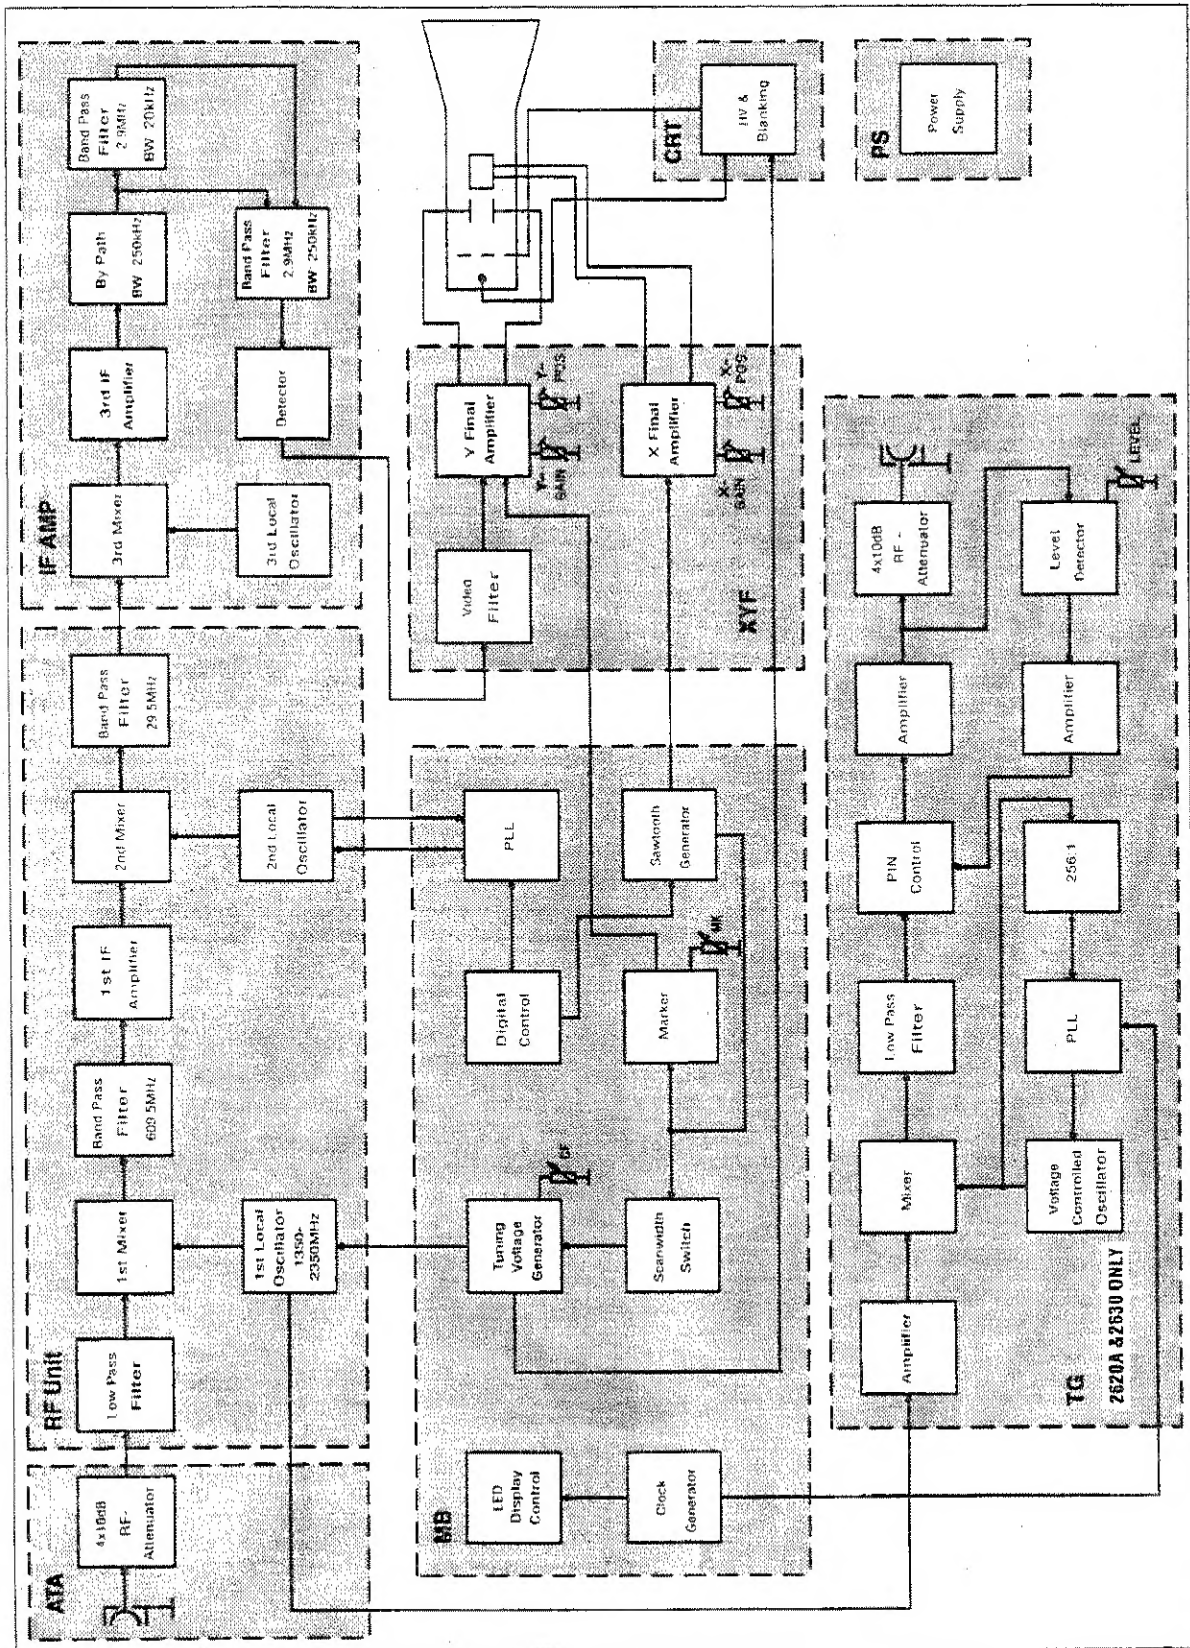 ATA
4x10dB
RF-
Attenuator
RF Unit
Low Pass
Filter
1st Mixer
Band Pass
Filter
609.5MHz
1st IF
Amplifier
2nd Mixer
Band Pass
Filter
29.5MHz
1st Local
Oscillator
1350-
2350MHz
2nd Local
Oscillator
IF AMP
3rd Mixer
3rd IF
Amplifier
By Path
BW 250kHz
Band Pass
Filter
2.9MHz
BW 20kHz
3rd Local
Oscillator
Detector
Band Pass
Filter
2.9MHz
BW 250kHz
MB
LED
Display
Control
Clock
Generator
Tuning
Voltage
Generator
CF
Scanwidth
Switch
Digital
Control
Marker
MK
PLL
Sawtooth
Generator
XYF
Video
Filter
Y Final
Amplifier
Y-
GAIN
Y-
POS
X Final
Amplifier
X-
GAIN
X-
POS
CRT
HV &
Blanking
PS
Power
Supply
TG
2620A & 2630 ONLY
Amplifier
Mixer
Low Pass
Filter
PIN
Control
Amplifier
4x10dB
RF -
Attenuator
Voltage
Controlled
Oscillator
PLL
256:1
Amplifier
Level
Detector
LEVEL